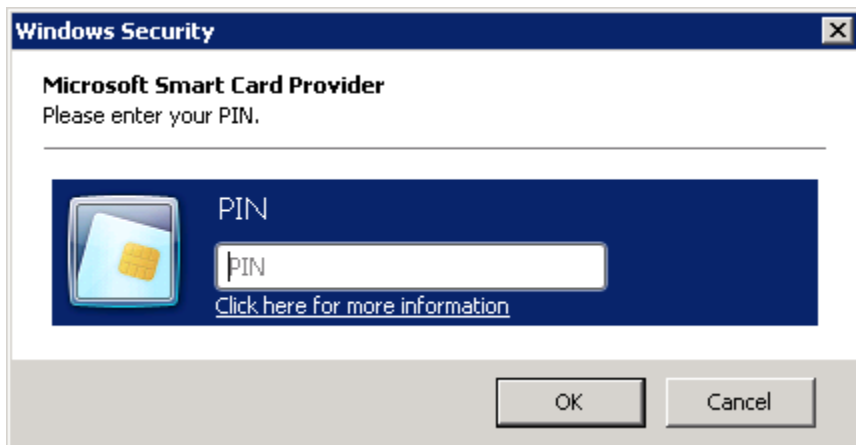 Windows Security
Microsoft Smart Card Provider
Please enter your PIN.
PIN
PIN
Click here for more information
OK
Cancel